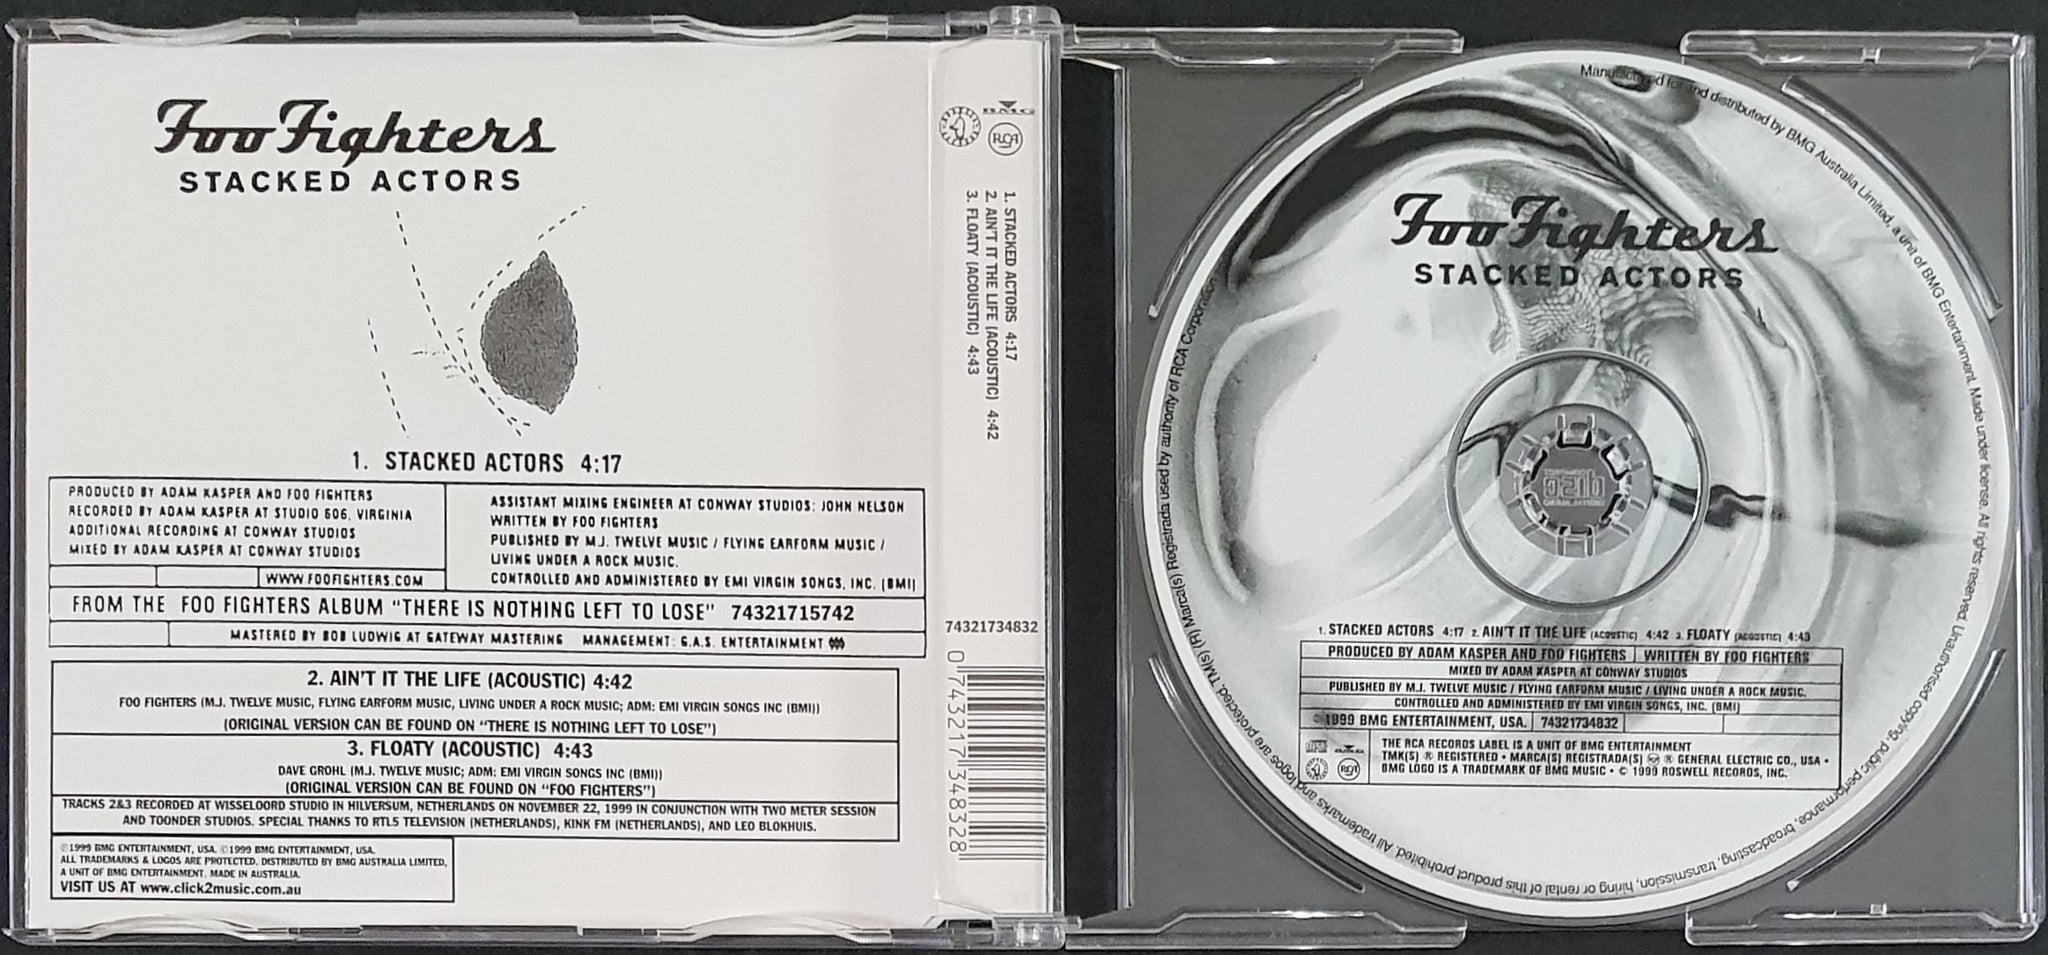 Foo Fighters
STACKED ACTORS
1. STACKED ACTORS 4:17
PRODUCED BY ADAM KASPER AND FOO FIGHTERS
RECORDED BY ADAM KASPER AT STUDIO 606, VIRGINIA
ADDITIONAL RECORDING AT CONWAY STUDIOS
MIXED BY ADAM KASPER AT CONWAY STUDIOS
WWW.FOOFIGHTERS.COM
ASSISTANT MIXING ENGINEER AT CONWAY STUDIOS: JOHN NELSON
WRITTEN BY FOO FIGHTERS
PUBLISHED BY M.J. TWELVE MUSIC / FLYING EARFORM MUSIC /
LIVING UNDER A ROCK MUSIC.
CONTROLLED AND ADMINISTERED BY EMI VIRGIN SONGS, INC. (BMI)
FROM THE FOO FIGHTERS ALBUM "THERE IS NOTHING LEFT TO LOSE" 74321715742
MASTERED BY BOB LUDWIG AT GATEWAY MASTERING MANAGEMENT: G.A.S. ENTERTAINMENT
2. AIN'T IT THE LIFE (ACOUSTIC) 4:42
FOO FIGHTERS (M.J. TWELVE MUSIC, FLYING EARFORM MUSIC, LIVING UNDER A ROCK MUSIC; ADM: EMI VIRGIN SONGS INC (BMI))
(ORIGINAL VERSION CAN BE FOUND ON "THERE IS NOTHING LEFT TO LOSE")
3. FLOATY (ACOUSTIC) 4:43
DAVE GROHL (M.J. TWELVE MUSIC; ADM: EMI VIRGIN SONGS INC (BMI))
(ORIGINAL VERSION CAN BE FOUND ON "FOO FIGHTERS")
TRACKS 2&3 RECORDED AT WISSELOORD STUDIO IN HILVERSUM, NETHERLANDS ON NOVEMBER 22, 1999 IN CONJUNCTION WITH TWO METER SESSION
AND TOONDER STUDIOS. SPECIAL THANKS TO RTL5 TELEVISION (NETHERLANDS), KINK FM (NETHERLANDS), AND LEO BLOKHUIS.
℗1999 BMG ENTERTAINMENT, USA. ©1999 BMG ENTERTAINMENT, USA.
ALL TRADEMARKS & LOGOS ARE PROTECTED. DISTRIBUTED BY BMG AUSTRALIA LIMITED,
A UNIT OF BMG ENTERTAINMENT. MADE IN AUSTRALIA.
VISIT US AT www.click2music.com.au
BMG
RCA
1. STACKED ACTORS 4:17
2. AIN'T IT THE LIFE (ACOUSTIC) 4:42
3. FLOATY (ACOUSTIC) 4:43
74321734832
0 743217 348328
Foo Fighters
STACKED ACTORS
1. STACKED ACTORS 4:17 2. AIN'T IT THE LIFE (ACOUSTIC) 4:42 3. FLOATY (ACOUSTIC) 4:43
PRODUCED BY ADAM KASPER AND FOO FIGHTERS WRITTEN BY FOO FIGHTERS
MIXED BY ADAM KASPER AT CONWAY STUDIOS
PUBLISHED BY M.J. TWELVE MUSIC / FLYING EARFORM MUSIC / LIVING UNDER A ROCK MUSIC.
CONTROLLED AND ADMINISTERED BY EMI VIRGIN SONGS, INC. (BMI)
©1999 BMG ENTERTAINMENT, USA. 74321734832
BMG
RCA
THE RCA RECORDS LABEL IS A UNIT OF BMG ENTERTAINMENT
TMK(S) ® REGISTERED • MARCA(S) REGISTRADA(S) RCA ® GENERAL ELECTRIC CO., USA •
BMG LOGO IS A TRADEMARK OF BMG MUSIC • © 1999 ROSWELL RECORDS, INC.
Manufactured for and distributed by BMG Australia Limited, a unit of BMG Entertainment. Made under license. All rights reserved. Unauthorised copying, public performance, broadcasting, transmission, hiring or rental of this product prohibited. All trademarks and logos are protected. TM(s) (R) Marca(s) Registrada used by authority of RCA Corporation